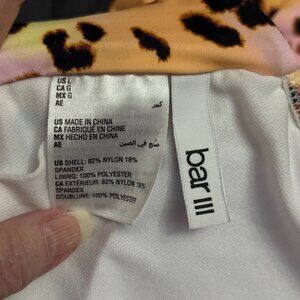 US L
CA G
MX G
AE كبير
US MADE IN CHINA
CA FABRIQUÉ EN CHINE
MX HECHO EN CHINA
AE صنع في الصين
US SHELL: 82% NYLON 18%
SPANDEX
LINING: 100% POLYESTER
CA EXTÉRIEUR: 82% NYLON 18%
SPANDEX
DOUBLURE: 100% POLYESTER
bar III